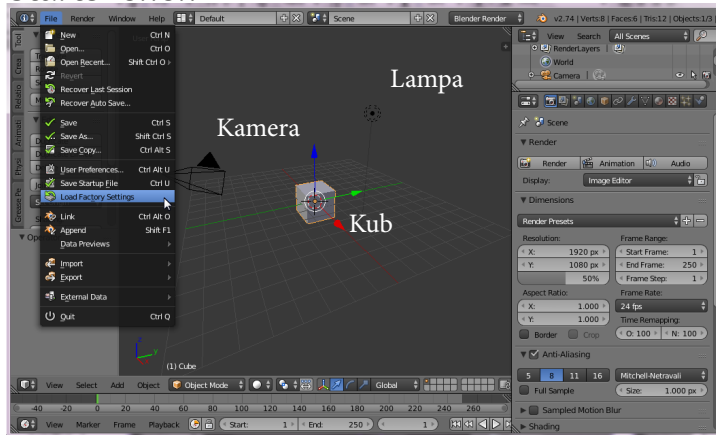 File Render Window Help Default Scene Blender Render v2.74 | Verts:8 | Faces:6 | Tris:12 | Objects:1/3
New Ctrl N
Open... Ctrl O
Open Recent... Shift Ctrl O
Revert
Recover Last Session
Recover Auto Save...
Save Ctrl S
Save As... Shift Ctrl S
Save Copy... Ctrl Alt S
User Preferences... Ctrl Alt U
Save Startup File Ctrl U
Load Factory Settings
Link Ctrl Alt O
Append Shift F1
Data Previews
Import
Export
External Data
Quit Ctrl Q
Tool
Crea
Relatio
Animati
Physi
Grease Pe
Lampa
Kamera
Kub
(1) Cube
View Search All Scenes
RenderLayers
World
Camera
Scene
Render
Render Animation Audio
Display: Image Editor
Dimensions
Render Presets
Resolution: Frame Range:
X: 1920 px Start Frame: 1
Y: 1080 px End Frame: 250
50% Frame Step: 1
Aspect Ratio: Frame Rate:
X: 1.000 24 fps
Y: 1.000 Time Remapping:
Border Crop O: 100 N: 100
Anti-Aliasing
5 8 11 16 Mitchell-Netravali
Full Sample Size: 1.000 px
Sampled Motion Blur
Shading
View Select Add Object Object Mode Global
-40 -20 0 20 40 60 80 100 120 140 160 180 200 220 240 260
View Marker Frame Playback Start: 1 End: 250 1